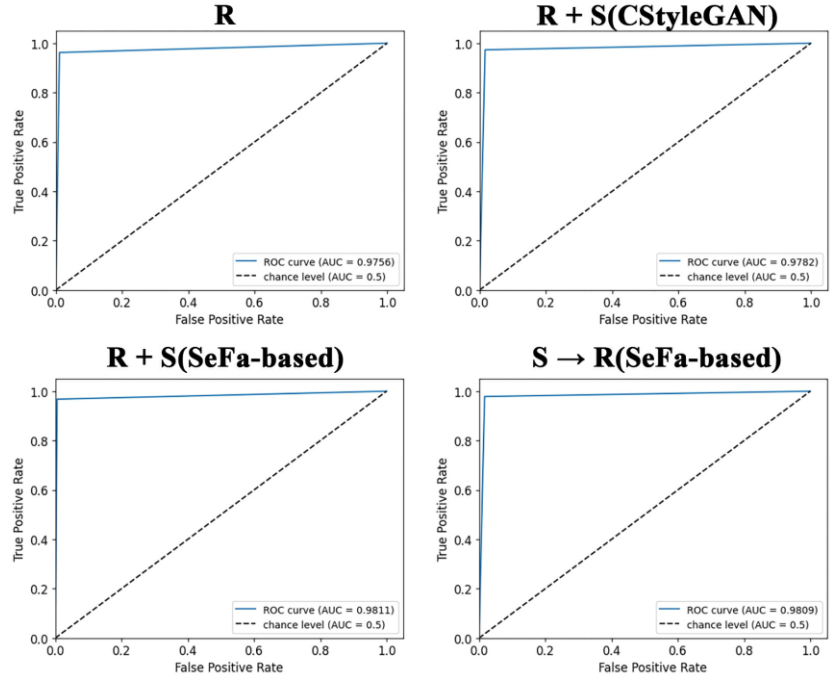 R
1.0
0.8
0.6
0.4
0.2
0.0
True Positive Rate
ROC curve (AUC = 0.9756)
chance level (AUC = 0.5)
0.0 0.2 0.4 0.6 0.8 1.0
False Positive Rate
R + S(CStyleGAN)
1.0
0.8
0.6
0.4
0.2
0.0
True Positive Rate
ROC curve (AUC = 0.9782)
chance level (AUC = 0.5)
0.0 0.2 0.4 0.6 0.8 1.0
False Positive Rate
R + S(SeFa-based)
1.0
0.8
0.6
0.4
0.2
0.0
True Positive Rate
ROC curve (AUC = 0.9811)
chance level (AUC = 0.5)
0.0 0.2 0.4 0.6 0.8 1.0
False Positive Rate
S → R(SeFa-based)
1.0
0.8
0.6
0.4
0.2
0.0
True Positive Rate
ROC curve (AUC = 0.9809)
chance level (AUC = 0.5)
0.0 0.2 0.4 0.6 0.8 1.0
False Positive Rate